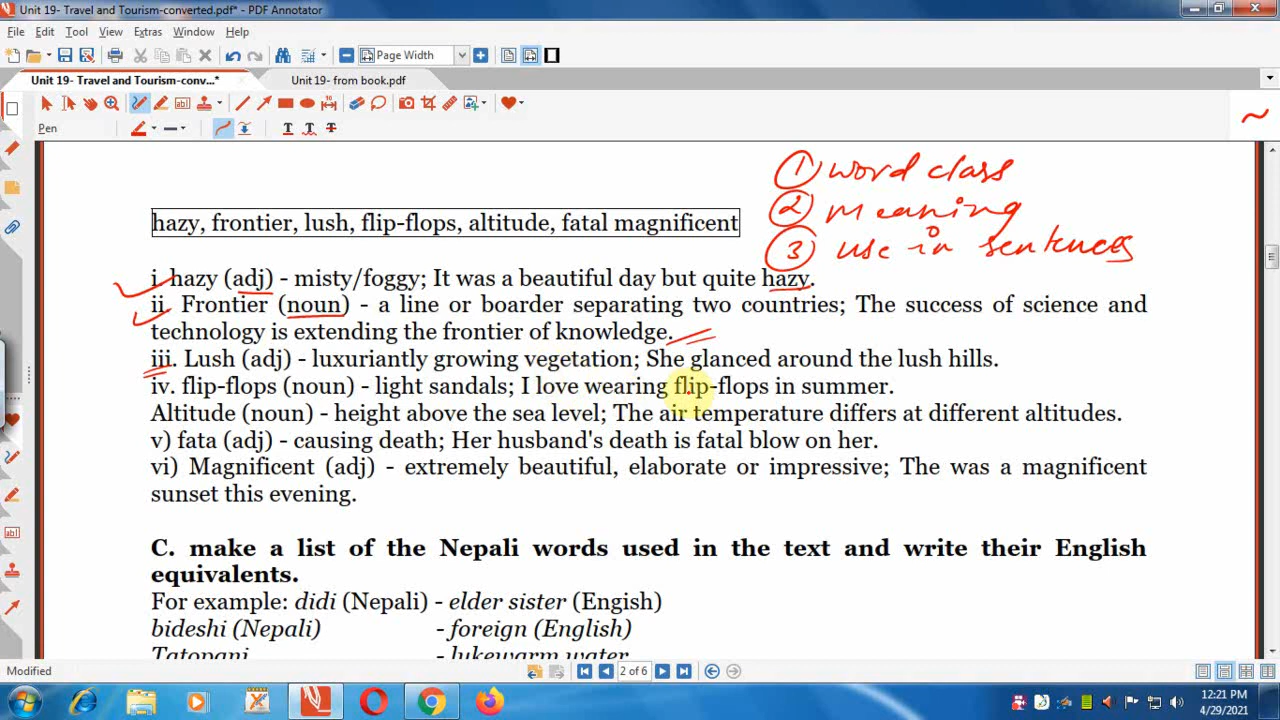 Unit 19- Travel and Tourism-converted.pdf* - PDF Annotator
File Edit Tool View Extras Window Help
Page Width
Unit 19- Travel and Tourism-conv...* Unit 19- from book.pdf
Pen
1 word class
2 meaning
3 use in sentences
hazy, frontier, lush, flip-flops, altitude, fatal magnificent
i. hazy (adj) - misty/foggy; It was a beautiful day but quite hazy.
ii. Frontier (noun) - a line or boarder separating two countries; The success of science and
technology is extending the frontier of knowledge.
iii. Lush (adj) - luxuriantly growing vegetation; She glanced around the lush hills.
iv. flip-flops (noun) - light sandals; I love wearing flip-flops in summer.
Altitude (noun) - height above the sea level; The air temperature differs at different altitudes.
v) fata (adj) - causing death; Her husband's death is fatal blow on her.
vi) Magnificent (adj) - extremely beautiful, elaborate or impressive; The was a magnificent
sunset this evening.
C. make a list of the Nepali words used in the text and write their English
equivalents.
For example: didi (Nepali) - elder sister (Engish)
bideshi (Nepali) - foreign (English)
Tatopani - lukewarm water
Modified
2 of 6
12:21 PM
4/29/2021